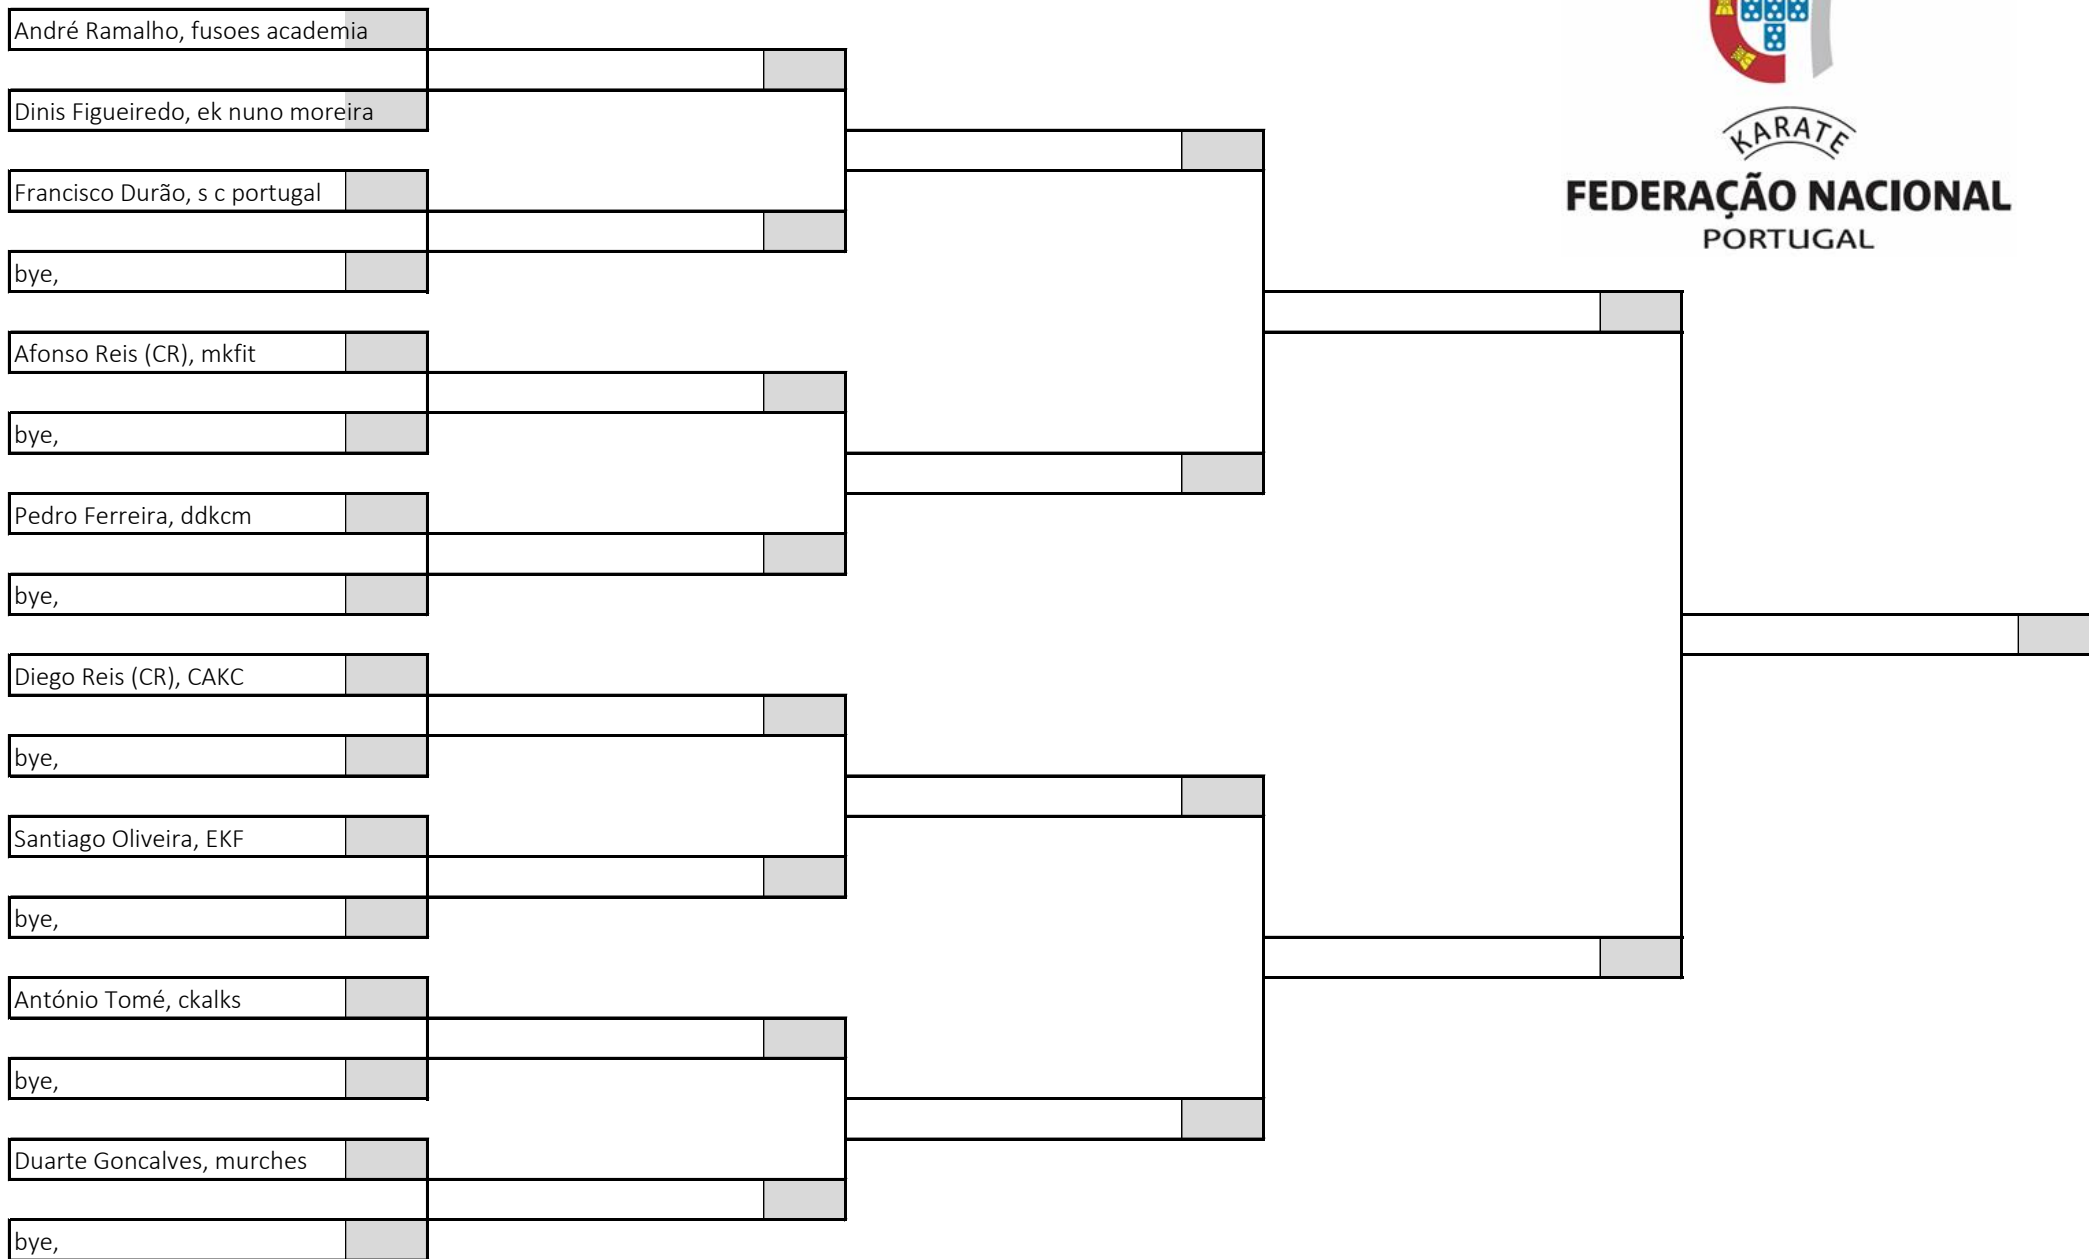 André Ramalho, fusoes academia
Dinis Figueiredo, ek nuno moreira
Francisco Durão, s c portugal
bye,
Afonso Reis (CR), mkfit
bye,
Pedro Ferreira, ddkcm
bye,
Diego Reis (CR), CAKC
bye,
Santiago Oliveira, EKF
bye,
António Tomé, ckalks
bye,
Duarte Goncalves, murches
bye,
KARATE
FEDERAÇÃO NACIONAL
PORTUGAL